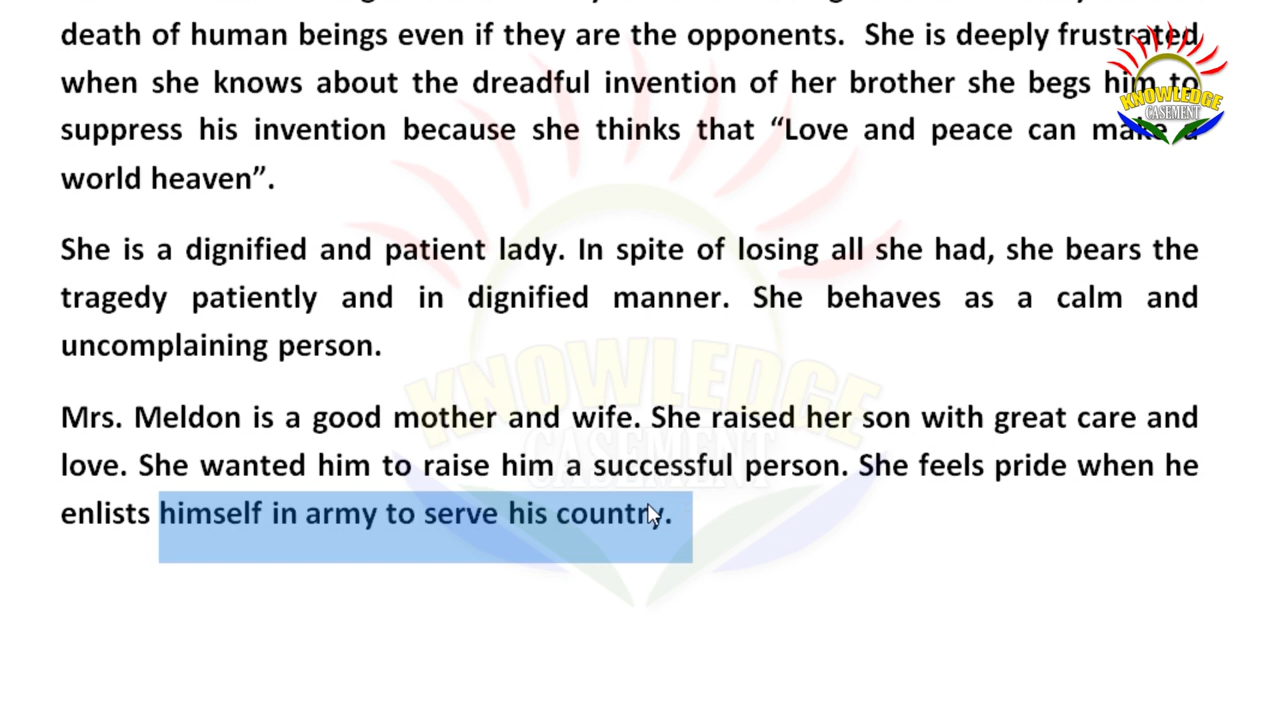 death of human beings even if they are the opponents. She is deeply frustrated
when she knows about the dreadful invention of her brother she begs him to
suppress his invention because she thinks that “Love and peace can make a
world heaven”.
She is a dignified and patient lady. In spite of losing all she had, she bears the
tragedy patiently and in dignified manner. She behaves as a calm and
uncomplaining person.
Mrs. Meldon is a good mother and wife. She raised her son with great care and
love. She wanted him to raise him a successful person. She feels pride when he
enlists himself in army to serve his country.
KNOWLEDGE
CASEMENT
KNOWLEDGE
CASEMENT